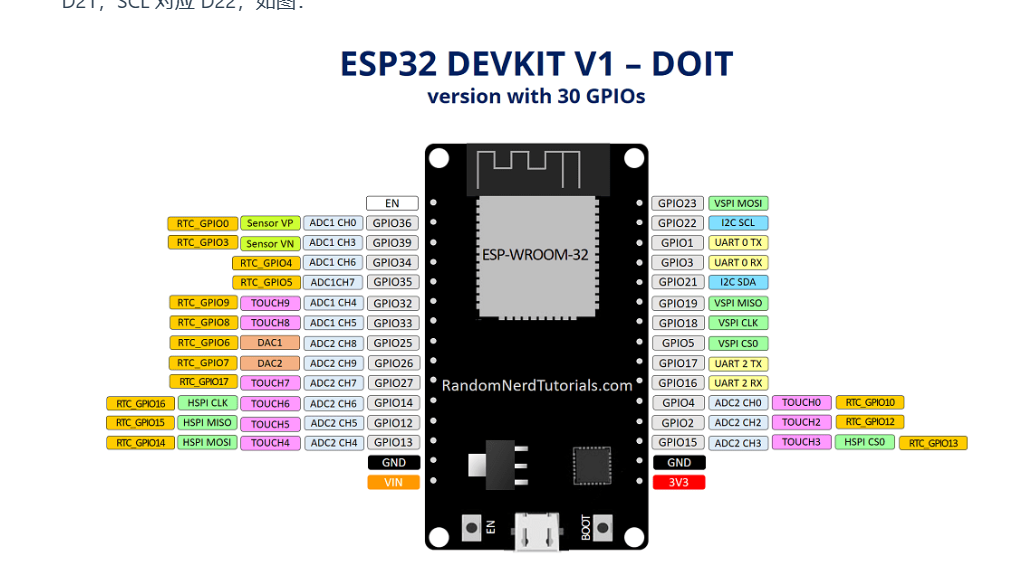 D21，SCL 对应 D22，如图：
ESP32 DEVKIT V1 – DOIT
version with 30 GPIOs
EN GPIO23 VSPI MOSI
RTC_GPIO0 Sensor VP ADC1 CH0 GPIO36 GPIO22 I2C SCL
RTC_GPIO3 Sensor VN ADC1 CH3 GPIO39 GPIO1 UART 0 TX
RTC_GPIO4 ADC1 CH6 GPIO34 ESP-WROOM-32 GPIO3 UART 0 RX
RTC_GPIO5 ADC1CH7 GPIO35 GPIO21 I2C SDA
RTC_GPIO9 TOUCH9 ADC1 CH4 GPIO32 GPIO19 VSPI MISO
RTC_GPIO8 TOUCH8 ADC1 CH5 GPIO33 GPIO18 VSPI CLK
RTC_GPIO6 DAC1 ADC2 CH8 GPIO25 GPIO5 VSPI CS0
RTC_GPIO7 DAC2 ADC2 CH9 GPIO26 GPIO17 UART 2 TX
RTC_GPIO17 TOUCH7 ADC2 CH7 GPIO27 RandomNerdTutorials.com GPIO16 UART 2 RX
RTC_GPIO16 HSPI CLK TOUCH6 ADC2 CH6 GPIO14 GPIO4 ADC2 CH0 TOUCH0 RTC_GPIO10
RTC_GPIO15 HSPI MISO TOUCH5 ADC2 CH5 GPIO12 GPIO2 ADC2 CH2 TOUCH2 RTC_GPIO12
RTC_GPIO14 HSPI MOSI TOUCH4 ADC2 CH4 GPIO13 GPIO15 ADC2 CH3 TOUCH3 HSPI CS0 RTC_GPIO13
GND GND
VIN 3V3
EN BOOT